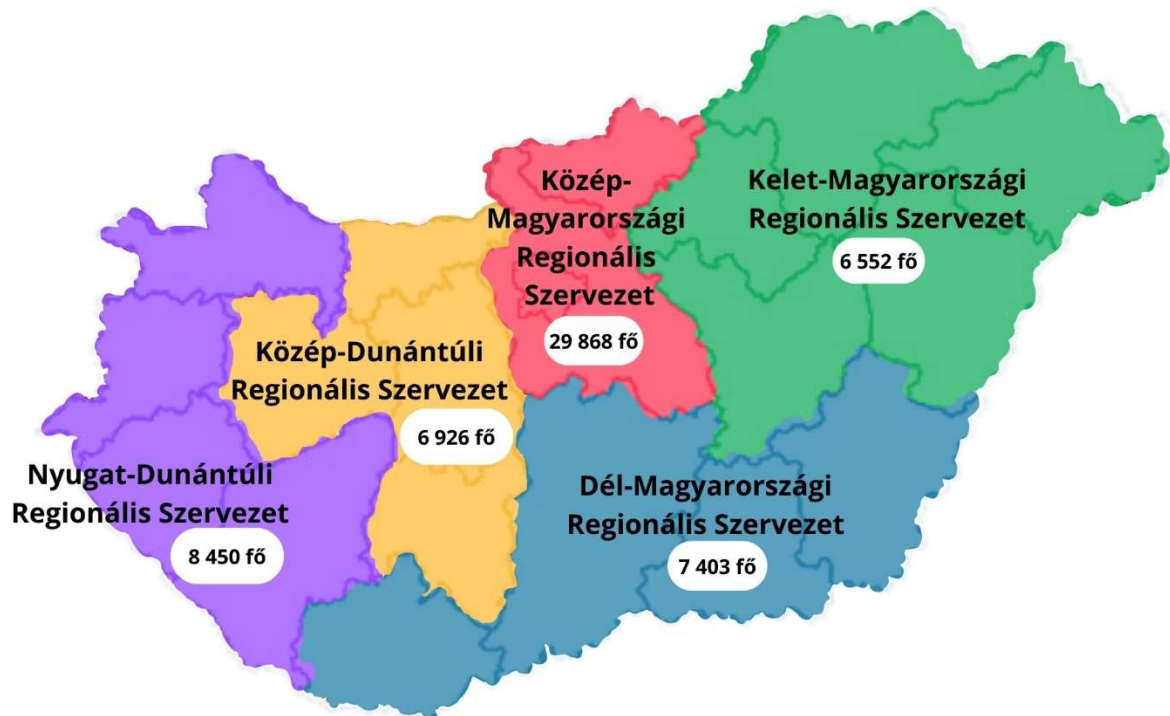 Közép-
Magyarországi
Regionális
Szervezet
29 868 fő
Kelet-Magyarországi
Regionális Szervezet
6 552 fő
Közép-Dunántúli
Regionális Szervezet
6 926 fő
Nyugat-Dunántúli
Regionális Szervezet
8 450 fő
Dél-Magyarországi
Regionális Szervezet
7 403 fő